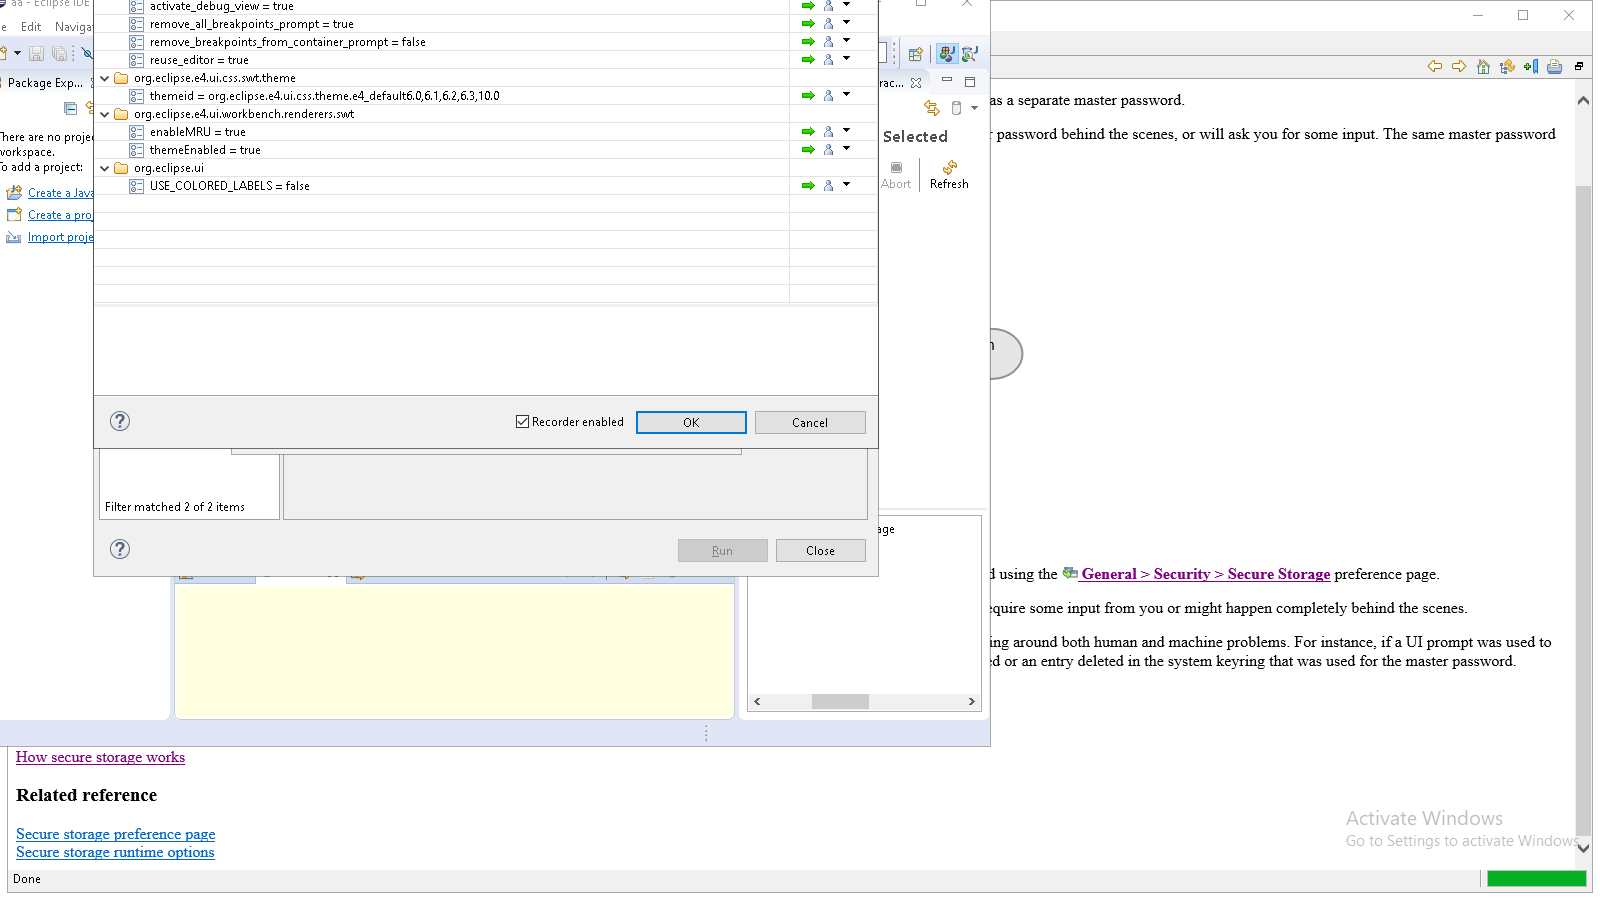 aa - Eclipse IDE
e Edit Naviga
Package Exp...
There are no proje
workspace.
To add a project:
Create a Java
Create a pro
Import proje
activate_debug_view = true
remove_all_breakpoints_prompt = true
remove_breakpoints_from_container_prompt = false
reuse_editor = true
org.eclipse.e4.ui.css.swt.theme
themeid = org.eclipse.e4.ui.css.theme.e4_default6.0,6.1,6.2,6.3,10.0
org.eclipse.e4.ui.workbench.renderers.swt
enableMRU = true
themeEnabled = true
org.eclipse.ui
USE_COLORED_LABELS = false
Recorder enabled
OK
Cancel
Filter matched 2 of 2 items
Run
Close
rac...
Selected
Abort
Refresh
age
as a separate master password.
r password behind the scenes, or will ask you for some input. The same master password
n
d using the General > Security > Secure Storage preference page.
equire some input from you or might happen completely behind the scenes.
ing around both human and machine problems. For instance, if a UI prompt was used to
ed or an entry deleted in the system keyring that was used for the master password.
How secure storage works
Related reference
Secure storage preference page
Secure storage runtime options
Activate Windows
Go to Settings to activate Windows.
Done